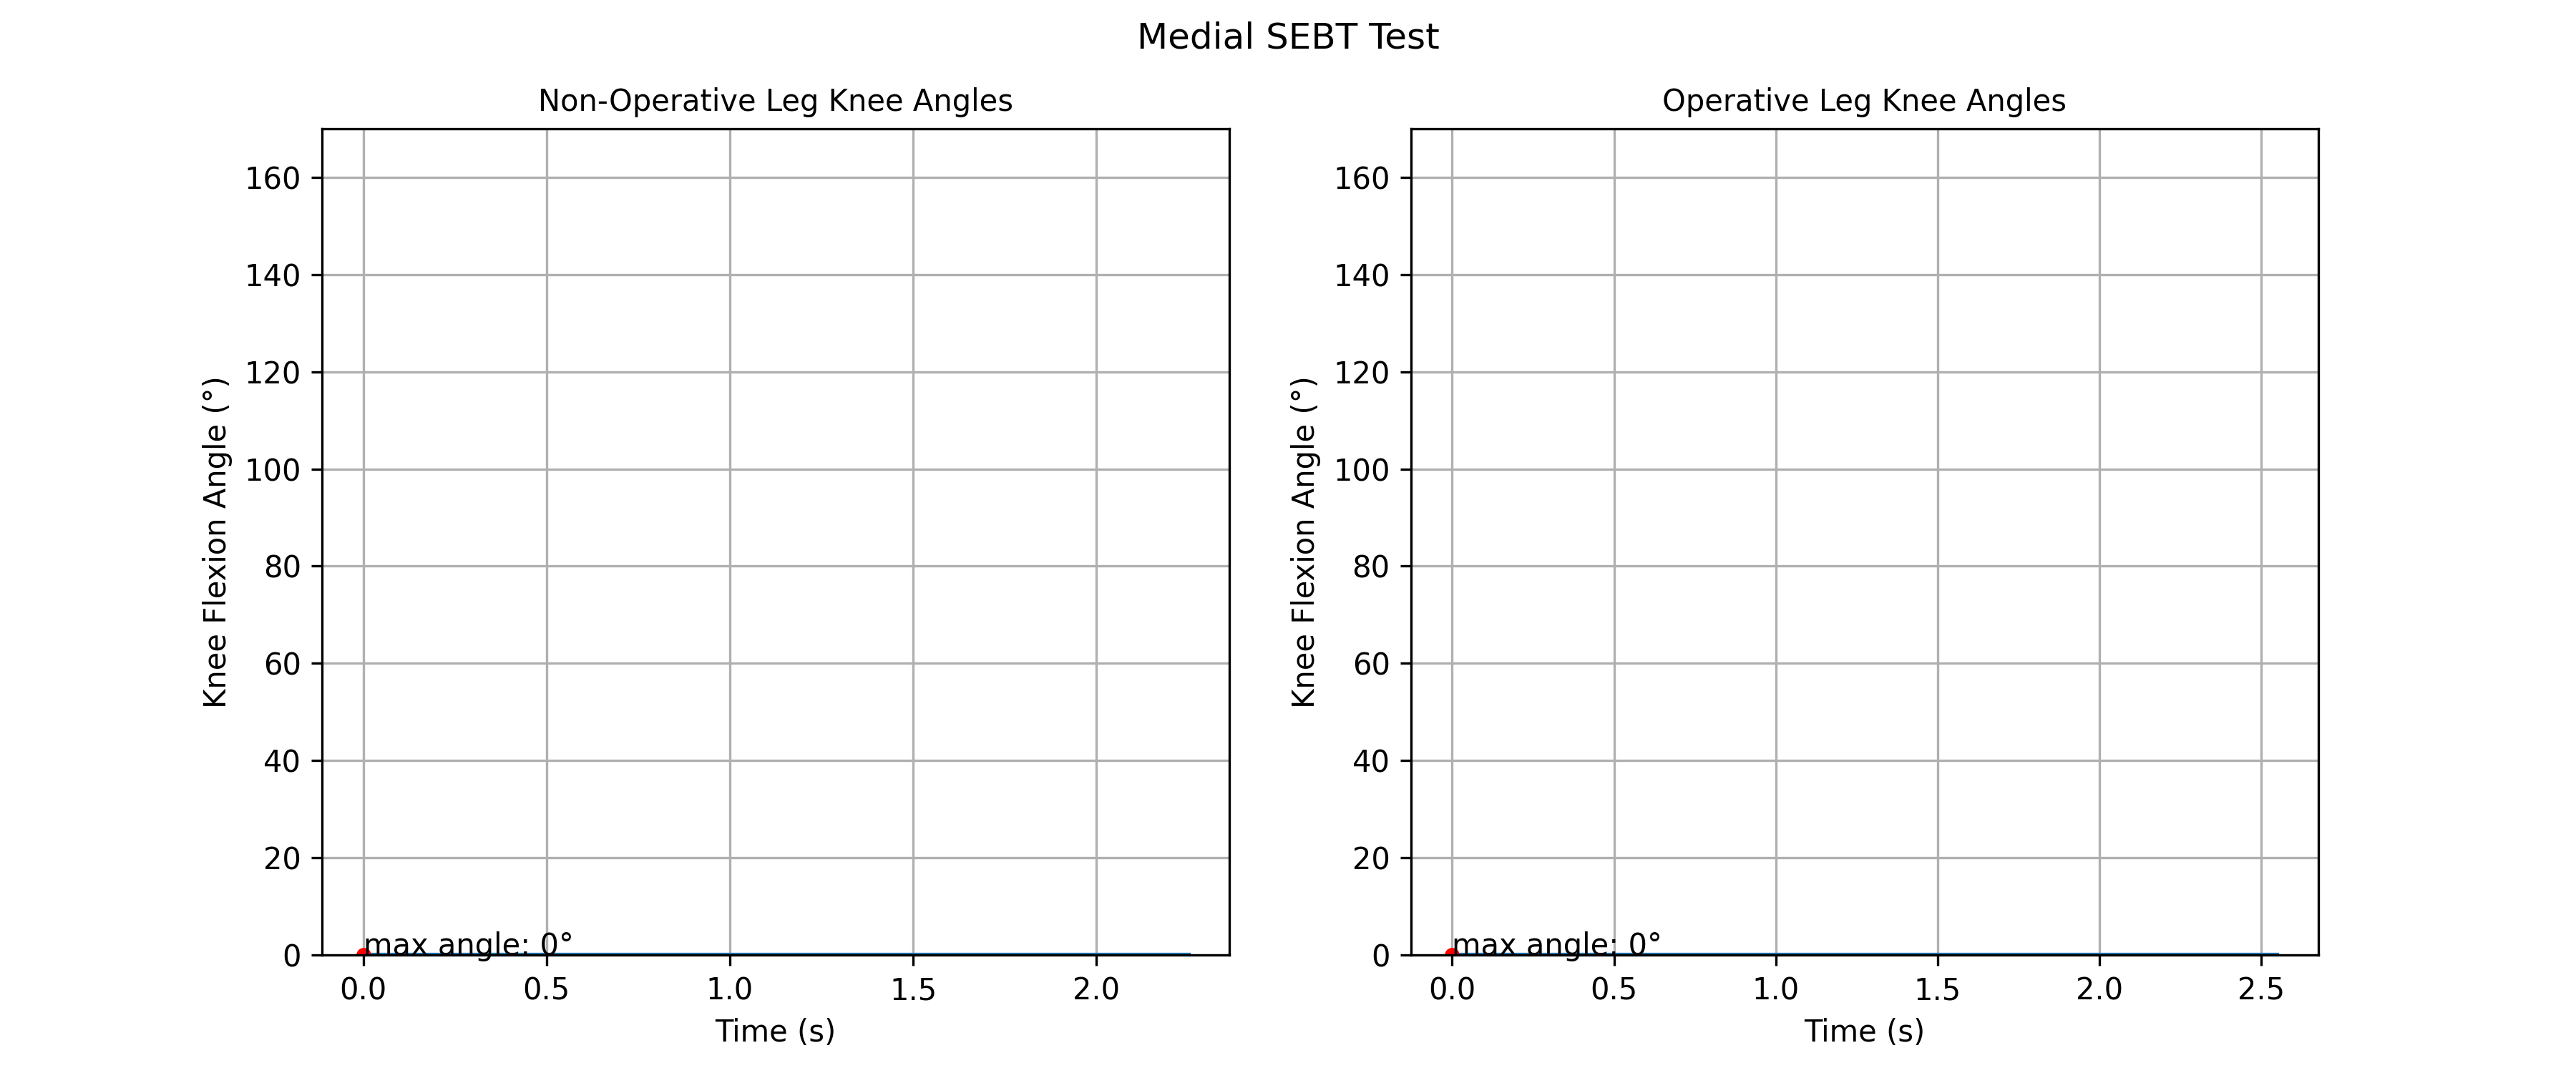 Medial SEBT Test
Non-Operative Leg Knee Angles
Knee Flexion Angle (°)
160
140
120
100
80
60
40
20
0
max angle: 0°
0.0 0.5 1.0 1.5 2.0
Time (s)
Operative Leg Knee Angles
Knee Flexion Angle (°)
160
140
120
100
80
60
40
20
0
max angle: 0°
0.0 0.5 1.0 1.5 2.0 2.5
Time (s)